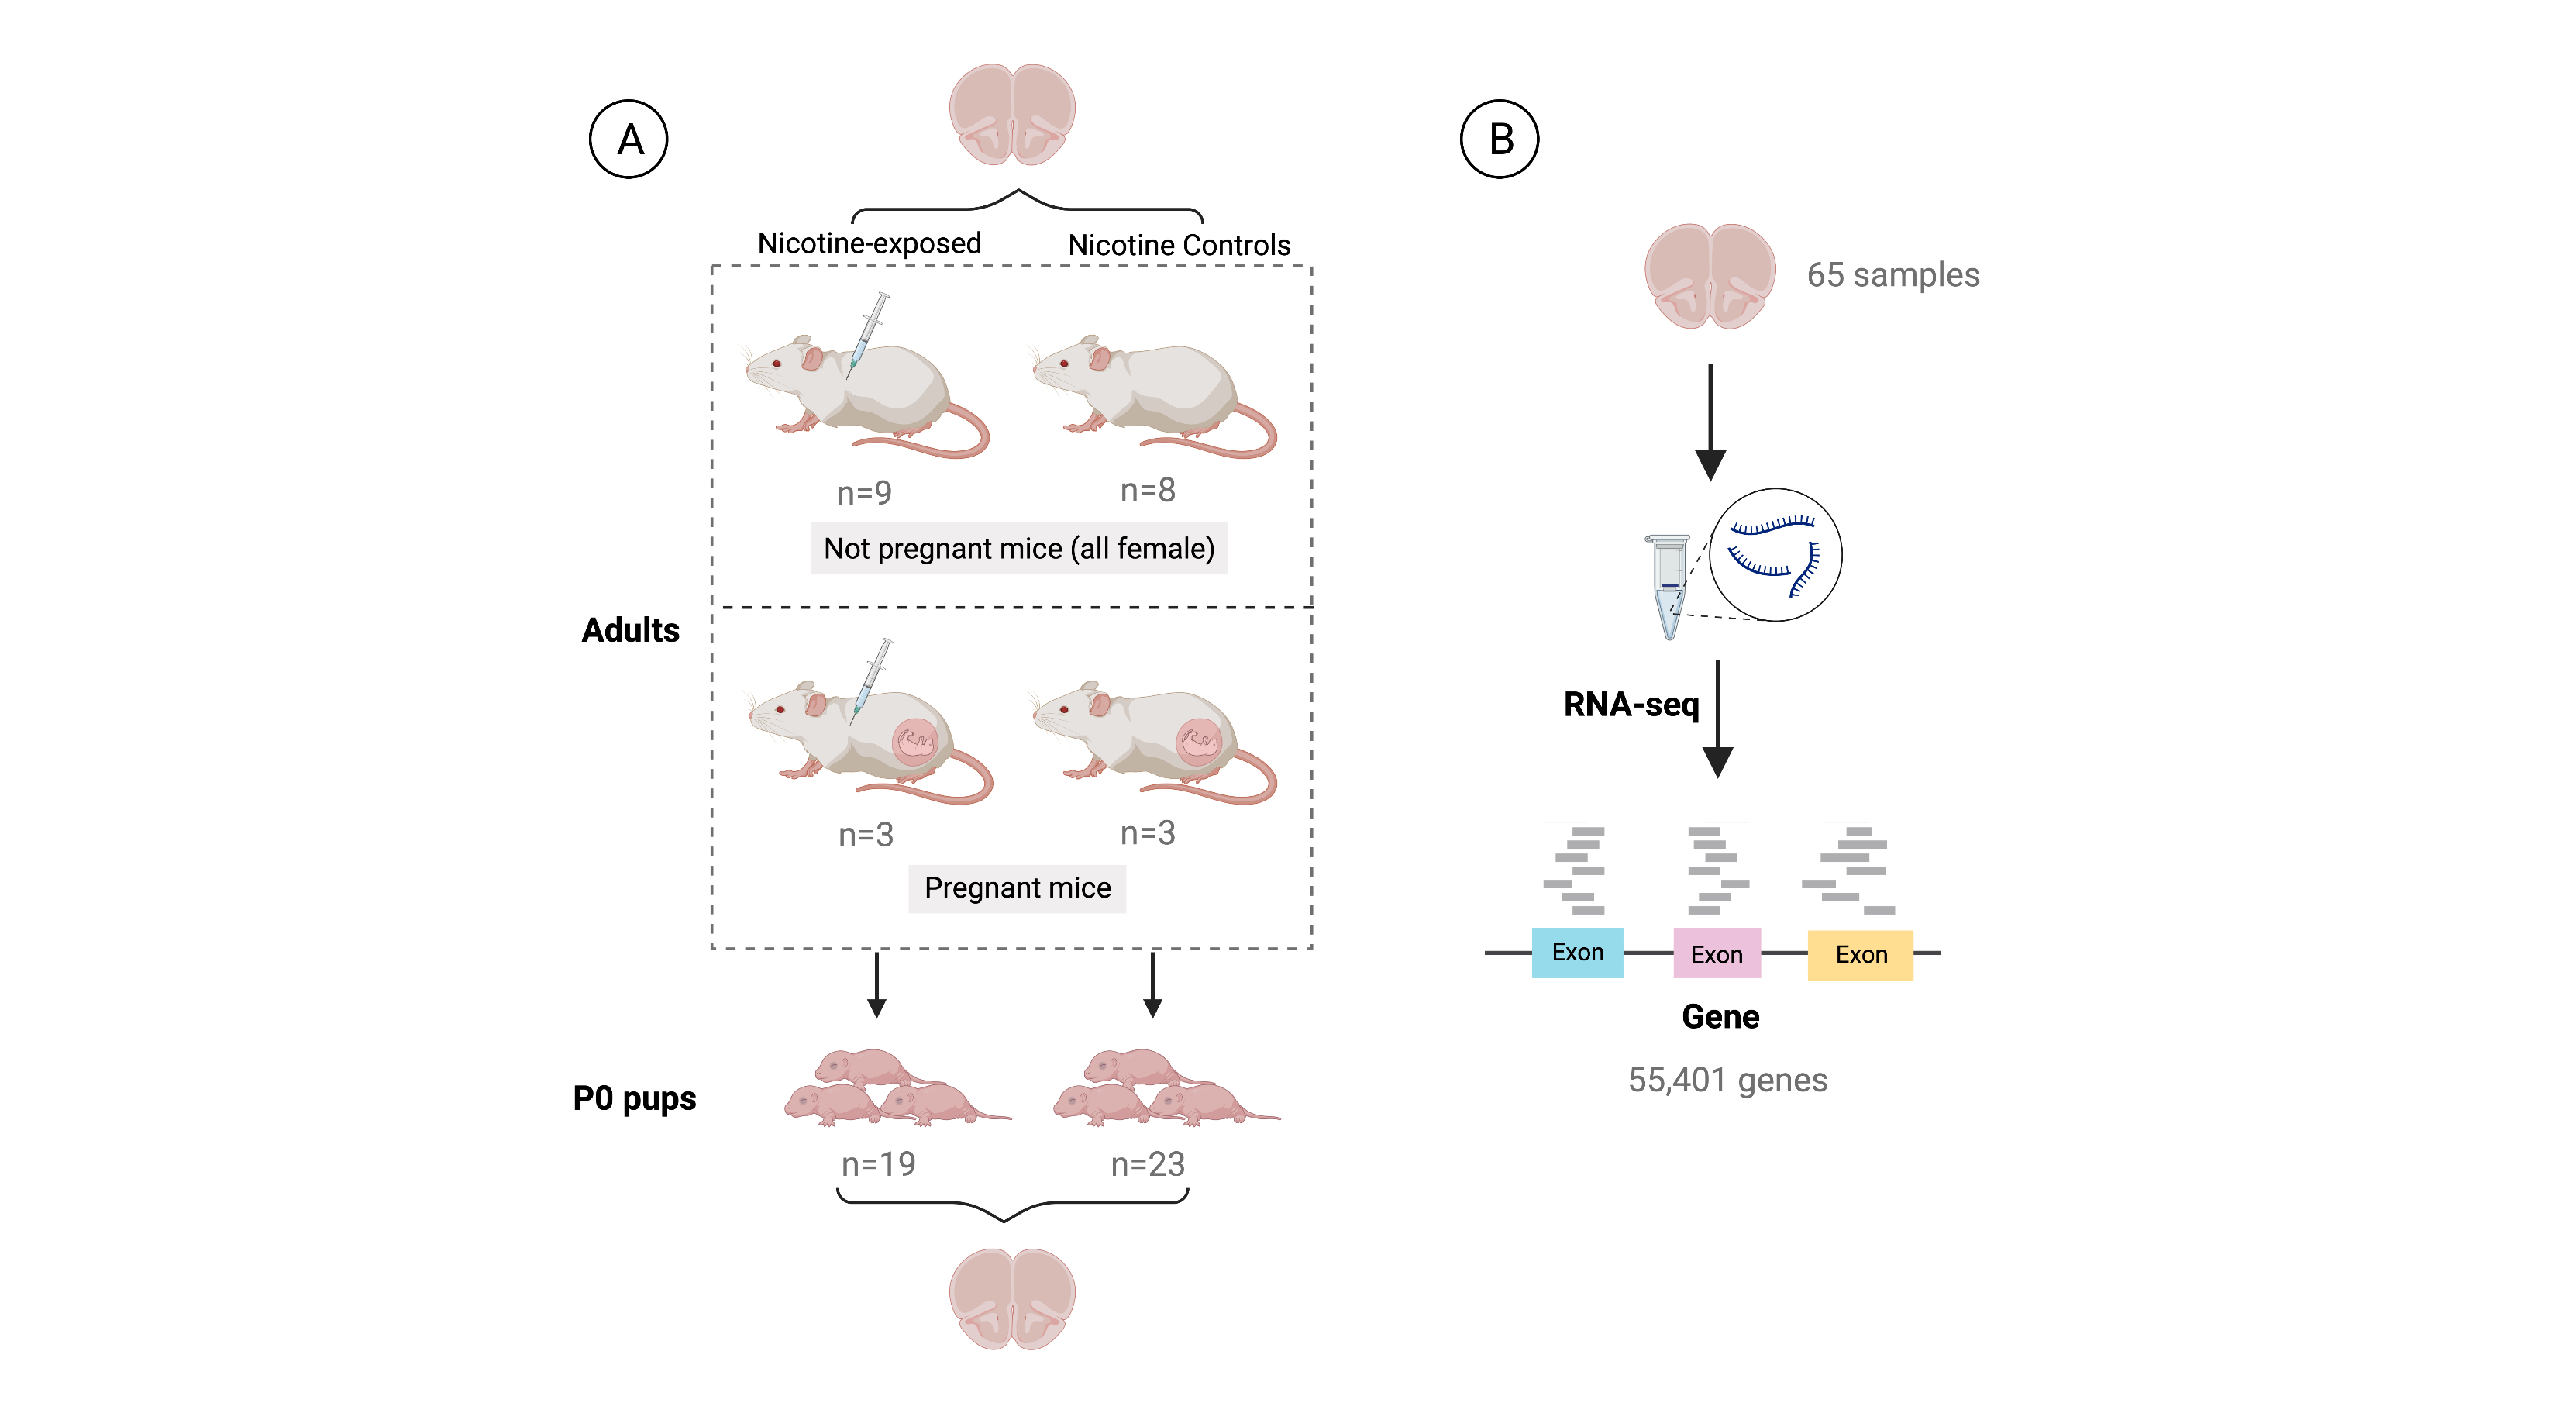 A
Nicotine-exposed
Nicotine Controls
n=9
n=8
Not pregnant mice (all female)
Adults
n=3
n=3
Pregnant mice
P0 pups
n=19
n=23
B
65 samples
RNA-seq
Exon
Exon
Exon
Gene
55,401 genes